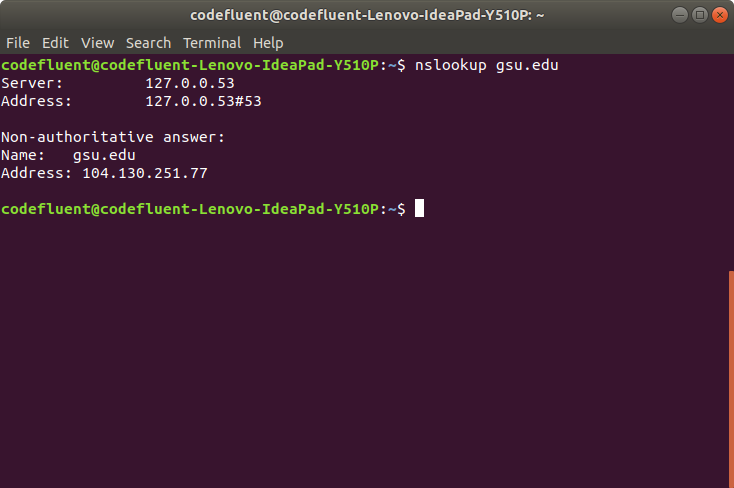 codefluent@codefluent-Lenovo-IdeaPad-Y510P: ~
File Edit View Search Terminal Help
codefluent@codefluent-Lenovo-IdeaPad-Y510P:~$ nslookup gsu.edu
Server:         127.0.0.53
Address:        127.0.0.53#53

Non-authoritative answer:
Name:   gsu.edu
Address: 104.130.251.77

codefluent@codefluent-Lenovo-IdeaPad-Y510P:~$